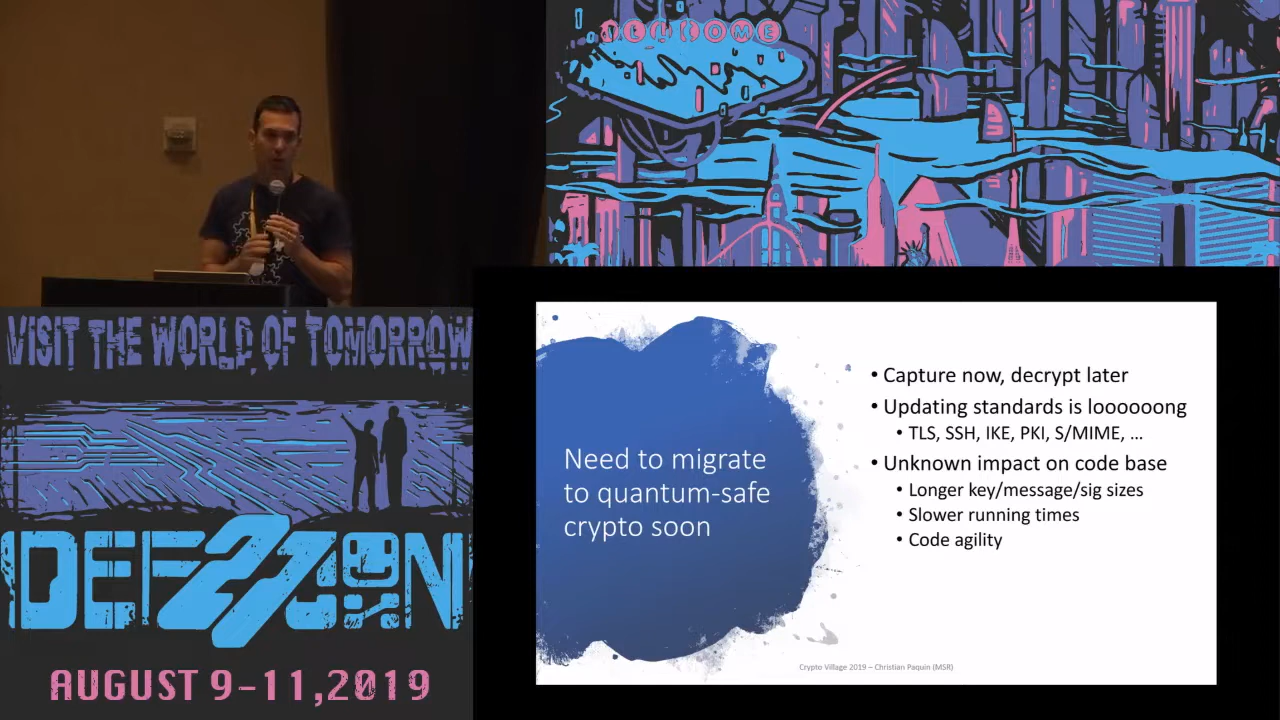 WELCOME
VISIT THE WORLD OF TOMORROW
DEF 27 CON
AUGUST 9-11,2019
Need to migrate
to quantum-safe
crypto soon
• Capture now, decrypt later
• Updating standards is loooooong
• TLS, SSH, IKE, PKI, S/MIME, ...
• Unknown impact on code base
• Longer key/message/sig sizes
• Slower running times
• Code agility
Crypto Village 2019 – Christian Paquin (MSR)